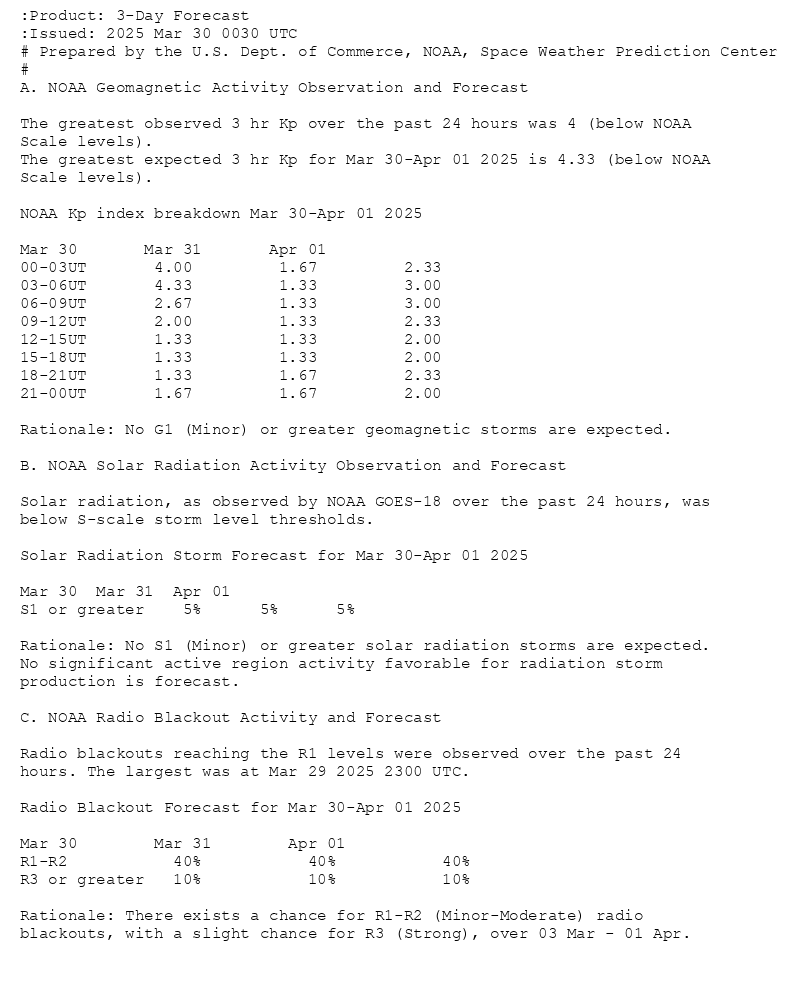 :Product: 3-Day Forecast
:Issued: 2025 Mar 30 0030 UTC
# Prepared by the U.S. Dept. of Commerce, NOAA, Space Weather Prediction Center
#
A. NOAA Geomagnetic Activity Observation and Forecast

The greatest observed 3 hr Kp over the past 24 hours was 4 (below NOAA
Scale levels).
The greatest expected 3 hr Kp for Mar 30-Apr 01 2025 is 4.33 (below NOAA
Scale levels).

NOAA Kp index breakdown Mar 30-Apr 01 2025

Mar 30       Mar 31       Apr 01
00-03UT       4.00         1.67         2.33
03-06UT       4.33         1.33         3.00
06-09UT       2.67         1.33         3.00
09-12UT       2.00         1.33         2.33
12-15UT       1.33         1.33         2.00
15-18UT       1.33         1.33         2.00
18-21UT       1.33         1.67         2.33
21-00UT       1.67         1.67         2.00

Rationale: No G1 (Minor) or greater geomagnetic storms are expected.

B. NOAA Solar Radiation Activity Observation and Forecast

Solar radiation, as observed by NOAA GOES-18 over the past 24 hours, was
below S-scale storm level thresholds.

Solar Radiation Storm Forecast for Mar 30-Apr 01 2025

Mar 30  Mar 31  Apr 01
S1 or greater    5%      5%      5%

Rationale: No S1 (Minor) or greater solar radiation storms are expected.
No significant active region activity favorable for radiation storm
production is forecast.

C. NOAA Radio Blackout Activity and Forecast

Radio blackouts reaching the R1 levels were observed over the past 24
hours. The largest was at Mar 29 2025 2300 UTC.

Radio Blackout Forecast for Mar 30-Apr 01 2025

Mar 30        Mar 31        Apr 01
R1-R2           40%           40%           40%
R3 or greater   10%           10%           10%

Rationale: There exists a chance for R1-R2 (Minor-Moderate) radio
blackouts, with a slight chance for R3 (Strong), over 03 Mar - 01 Apr.